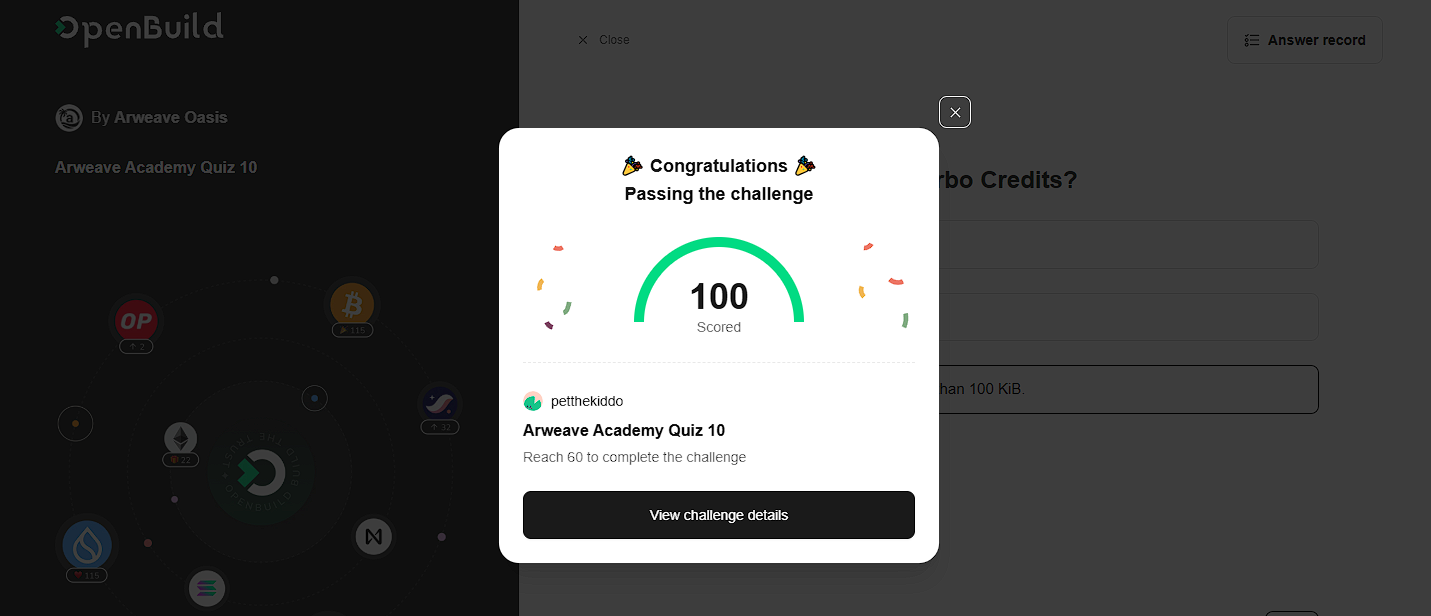 OpenBuild
Close
Answer record
By Arweave Oasis
Arweave Academy Quiz 10
Congratulations
Passing the challenge
rbo Credits?
100
Scored
han 100 KiB.
OP
2
115
32
22
115
petthekiddo
Arweave Academy Quiz 10
Reach 60 to complete the challenge
View challenge details